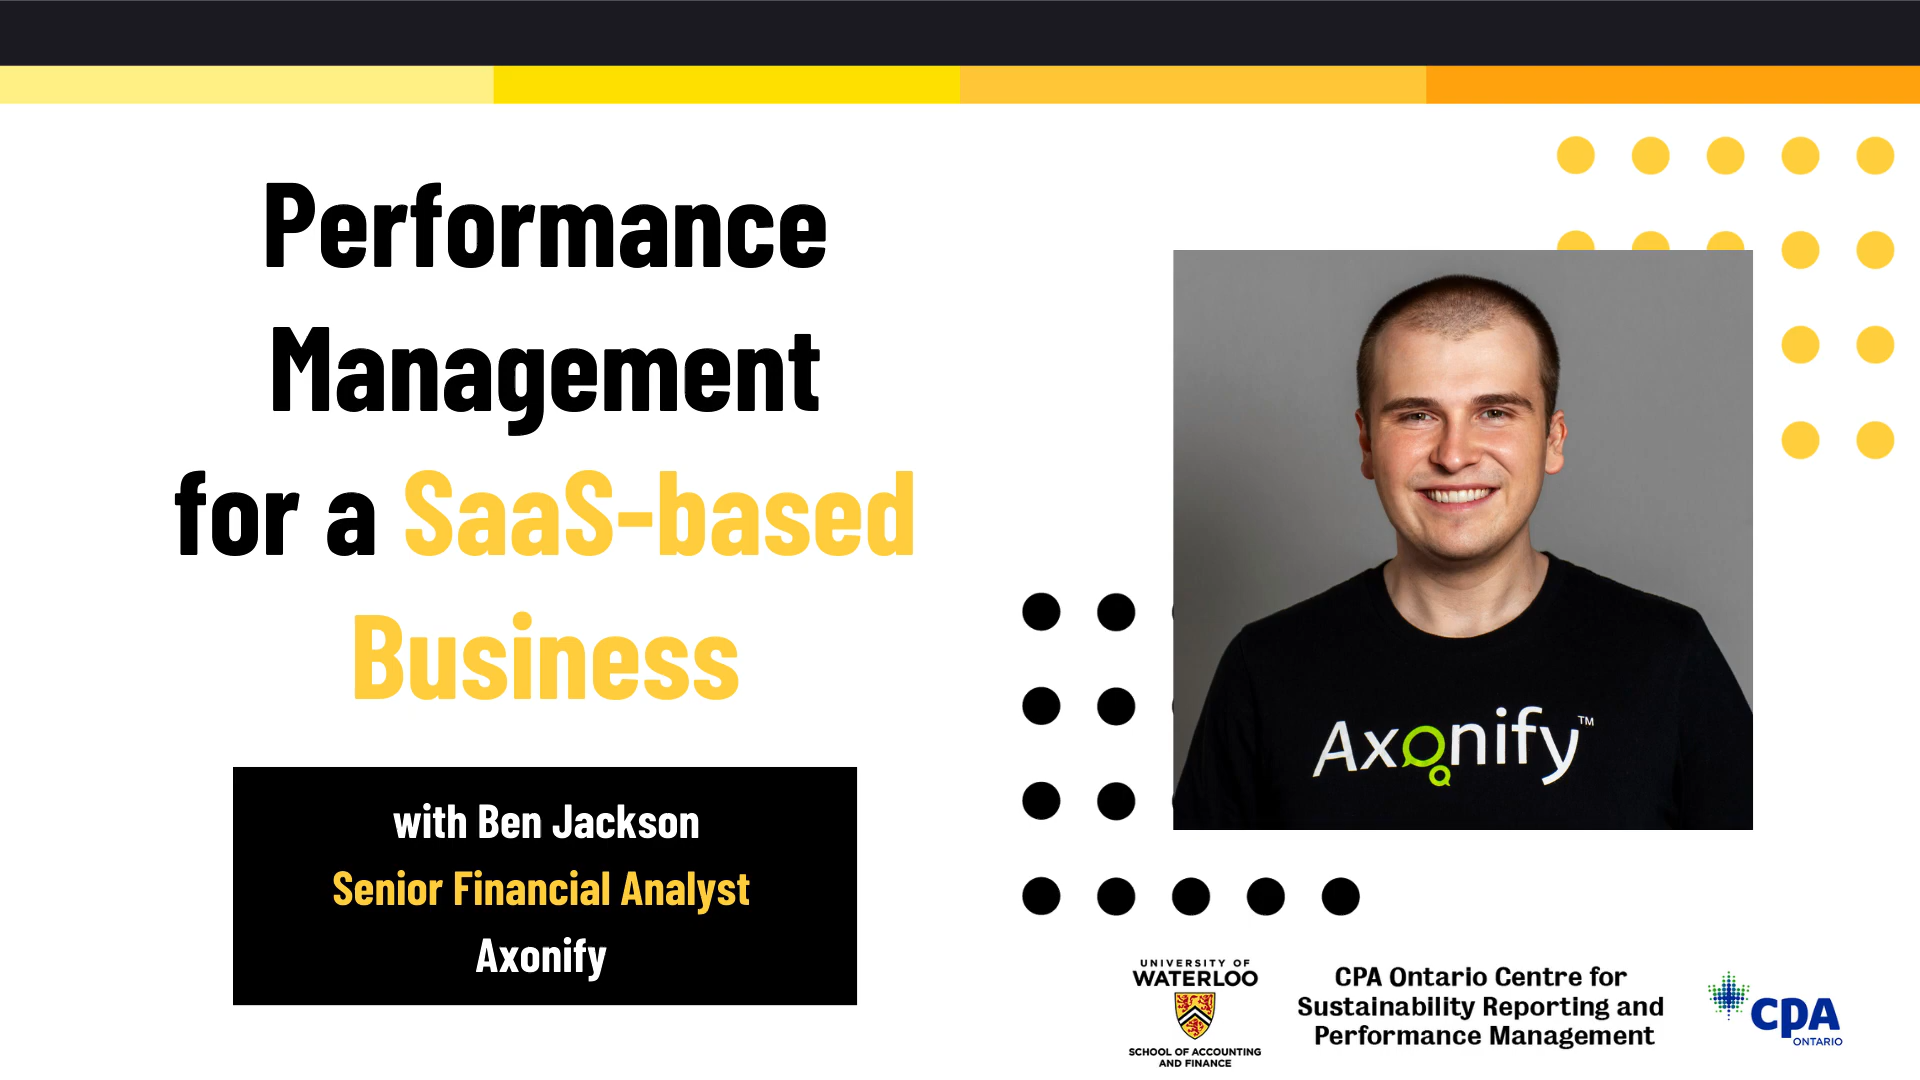 Performance
Management
for a SaaS-based
Business
with Ben Jackson
Senior Financial Analyst
Axonify
Axonify™
UNIVERSITY OF
WATERLOO
SCHOOL OF ACCOUNTING
AND FINANCE
CPA Ontario Centre for
Sustainability Reporting and
Performance Management
CPA
ONTARIO